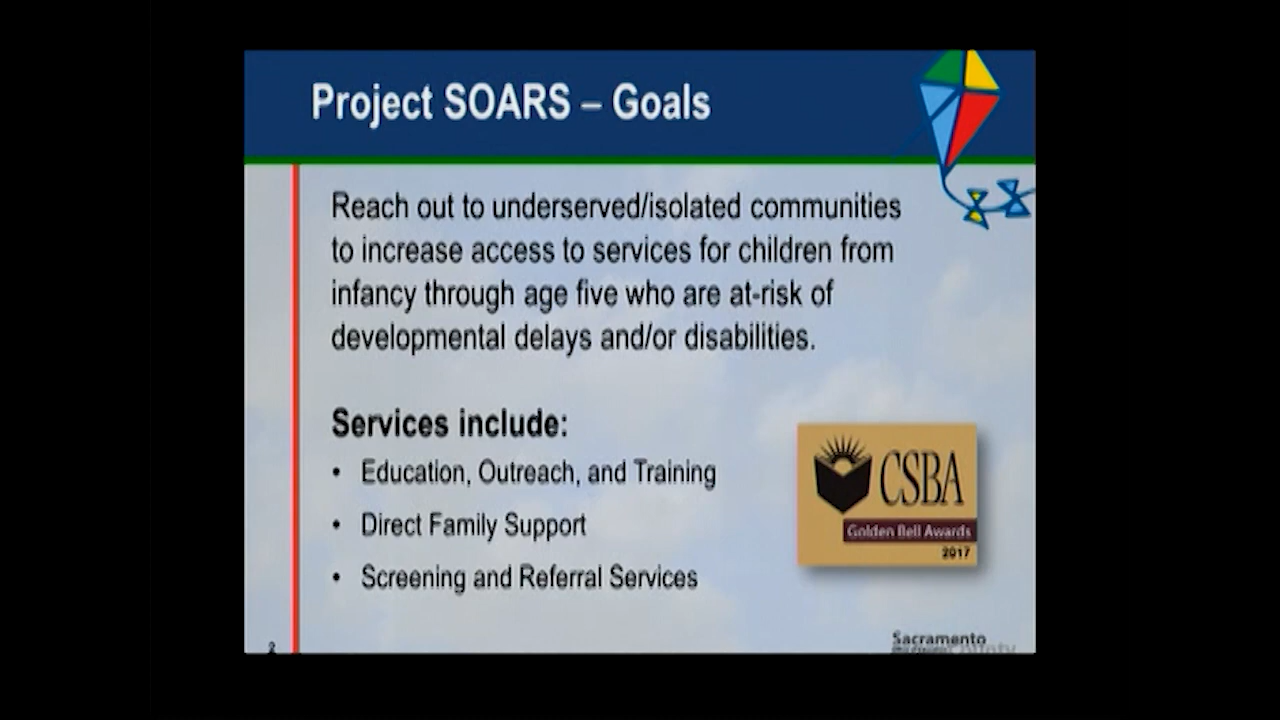 Project SOARS – Goals
Reach out to underserved/isolated communities
to increase access to services for children from
infancy through age five who are at-risk of
developmental delays and/or disabilities.
Services include:
• Education, Outreach, and Training
• Direct Family Support
• Screening and Referral Services
CSBA
Golden Bell Awards
2017
2
Sacramento